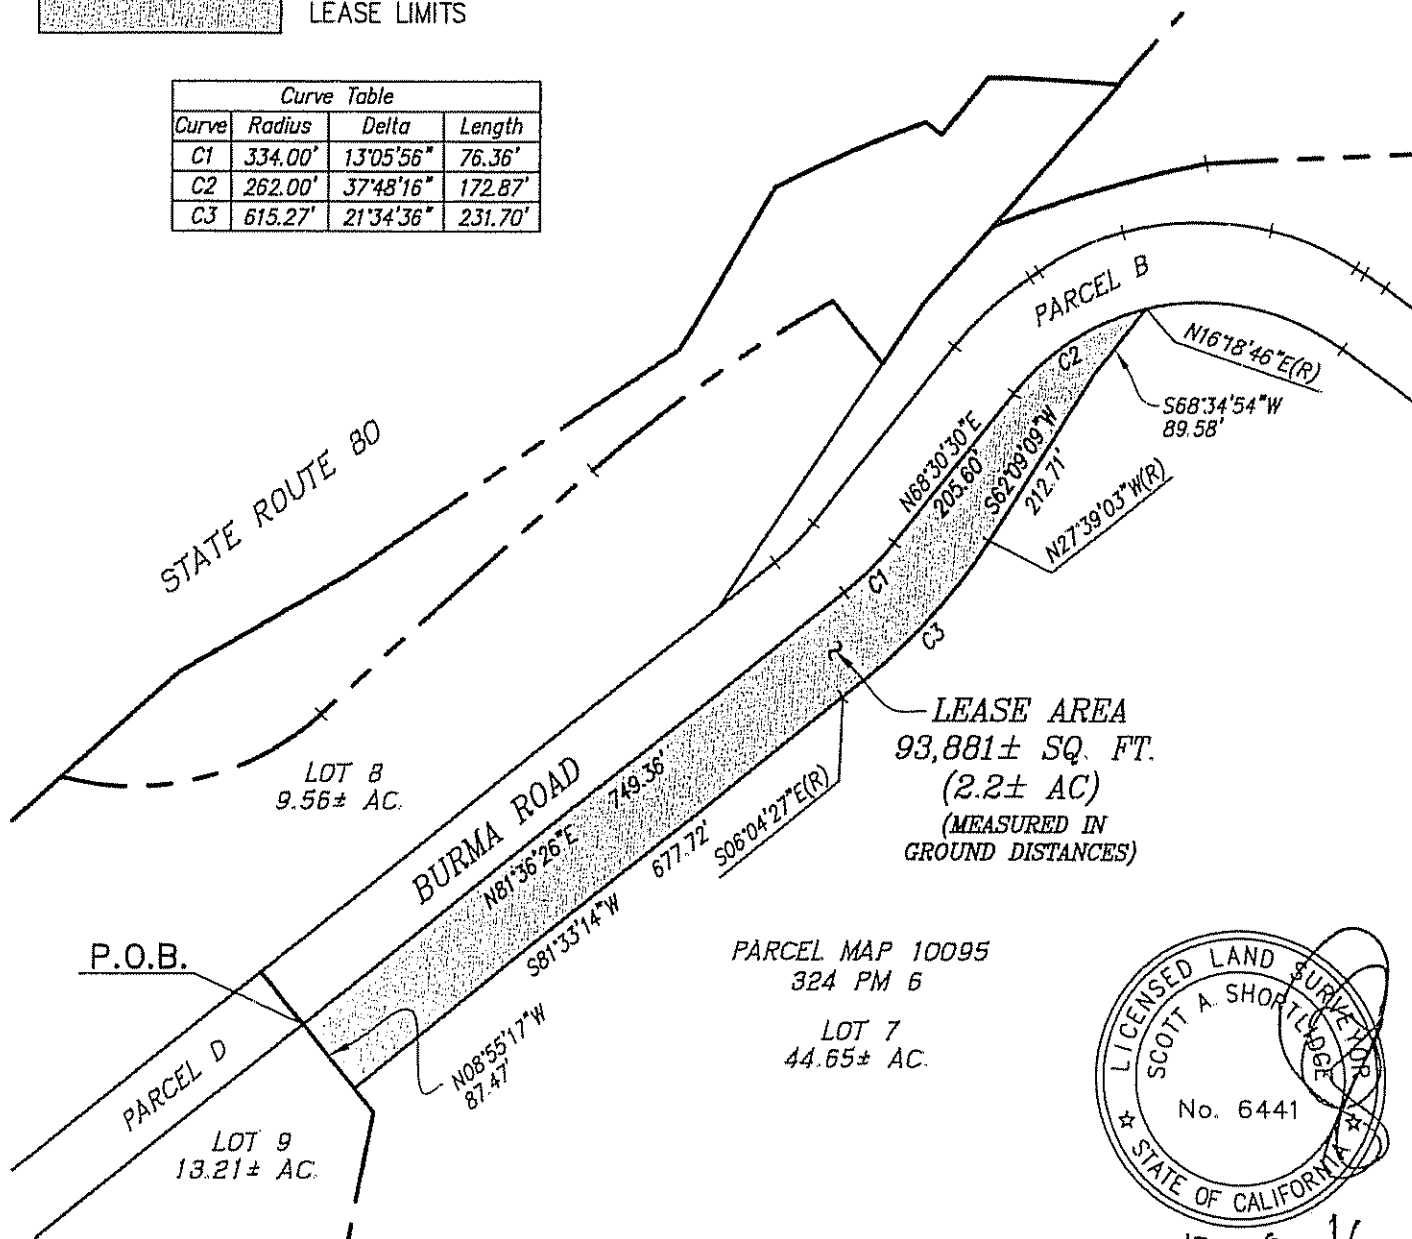 LEASE LIMITS
Curve Table
Curve Radius Delta Length
C1 334.00' 13°05'56" 76.36'
C2 262.00' 37°48'16" 172.87'
C3 615.27' 21°34'36" 231.70'
PARCEL B
N16°18'46"E(R)
C2
S68°34'54"W
89.58'
STATE ROUTE 80
N68°30'30"E
205.60'
S62°09'09"W
212.71'
N27°39'03"W(R)
C1
C3
LEASE AREA
93,881± SQ. FT.
(2.2± AC)
(MEASURED IN
GROUND DISTANCES)
LOT 8
9.56± AC.
BURMA ROAD
749.36'
N81°36'26"E
S06°04'27"E(R)
677.72'
S81°33'14"W
P.O.B.
PARCEL MAP 10095
324 PM 6
LOT 7
44.65± AC.
N08°55'17"W
87.47'
PARCEL D
LOT 9
13.21± AC.
LICENSED LAND SURVEYOR
SCOTT A. SHORTLIDGE
No. 6441
STATE OF CALIFORNIA